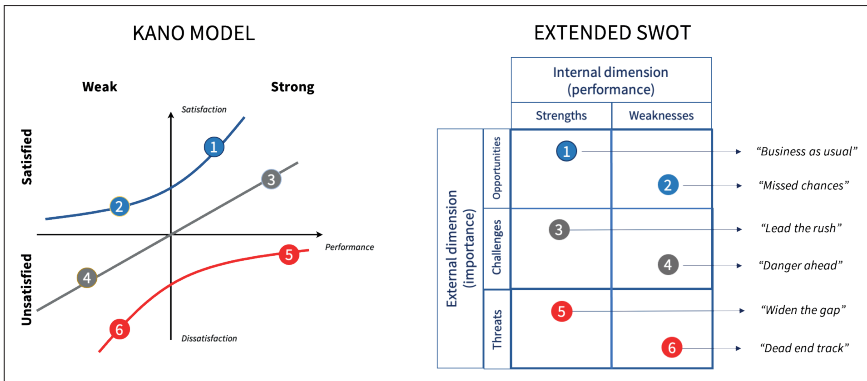 KANO MODEL
Weak
Strong
Satisfaction
Satisfied
Unsatisfied
1
2
3
4
5
6
Performance
Dissatisfaction
EXTENDED SWOT
Internal dimension
(performance)
Strengths
Weaknesses
External dimension
(importance)
Opportunities
Challenges
Threats
1
“Business as usual”
2
“Missed chances”
3
“Lead the rush”
4
“Danger ahead”
5
“Widen the gap”
6
“Dead end track”